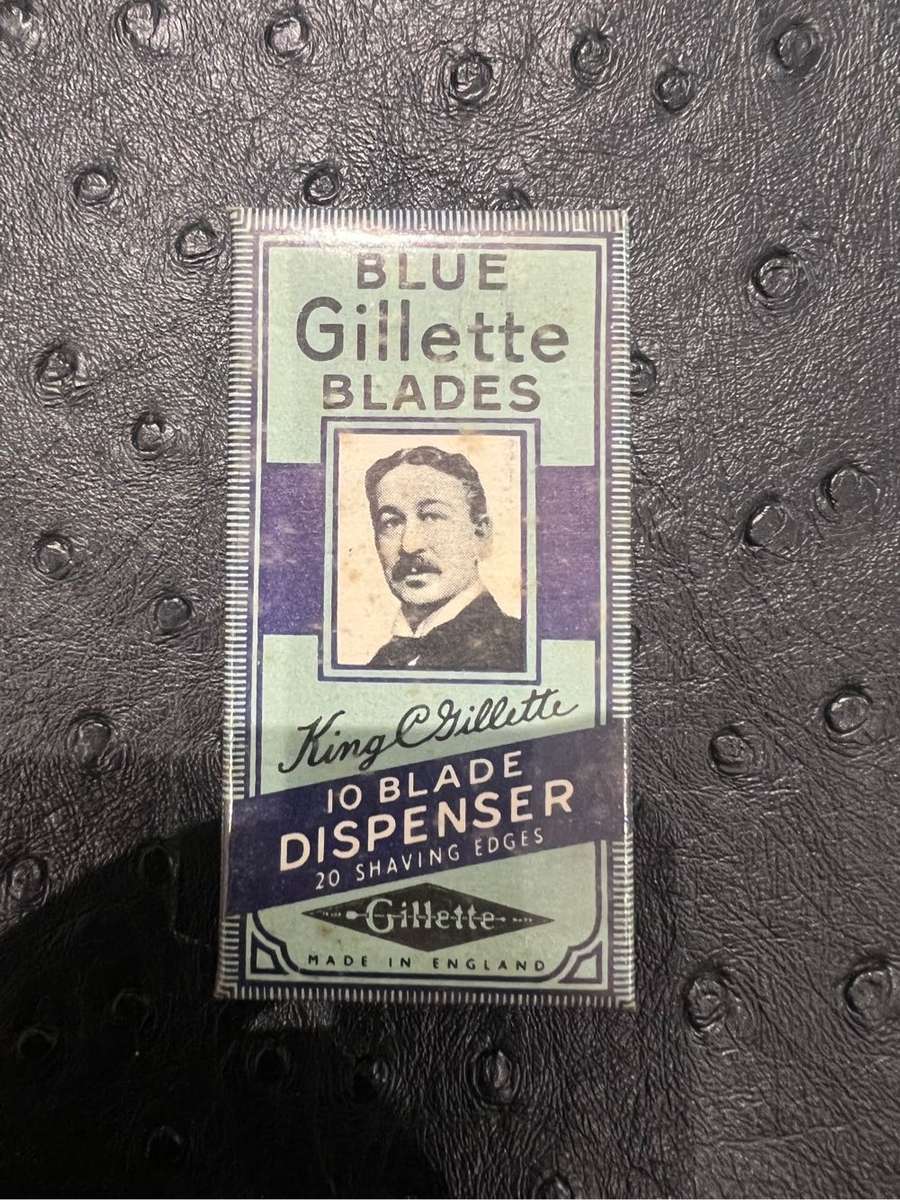 BLUE
Gillette
BLADES
King C Gillette
10 BLADE
DISPENSER
20 SHAVING EDGES
Gillette
MADE IN ENGLAND